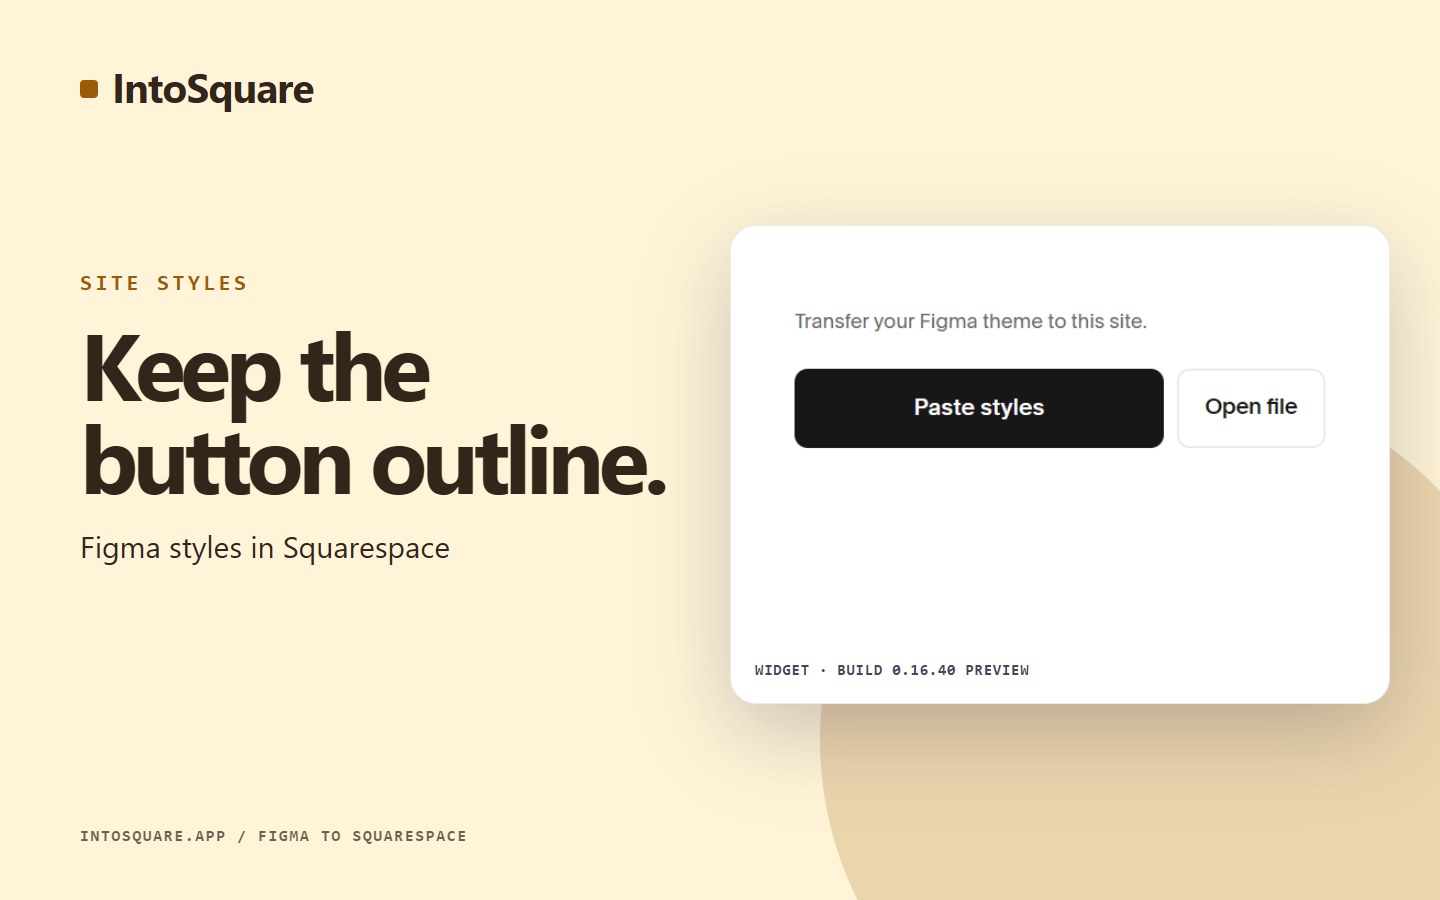 IntoSquare
SITE STYLES
Keep the
button outline.
Figma styles in Squarespace
Transfer your Figma theme to this site.
Paste styles
Open file
WIDGET · BUILD 0.16.40 PREVIEW
INTOSQUARE.APP / FIGMA TO SQUARESPACE